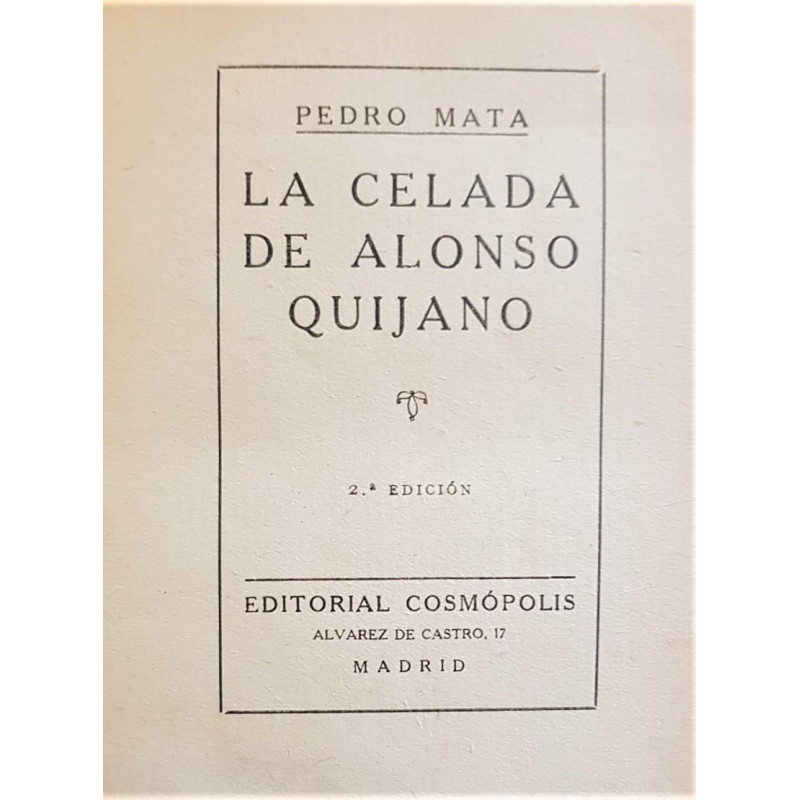 PEDRO MATA
LA CELADA
DE ALONSO
QUIJANO
2.ª EDICIÓN
EDITORIAL COSMÓPOLIS
ALVAREZ DE CASTRO, 17
MADRID